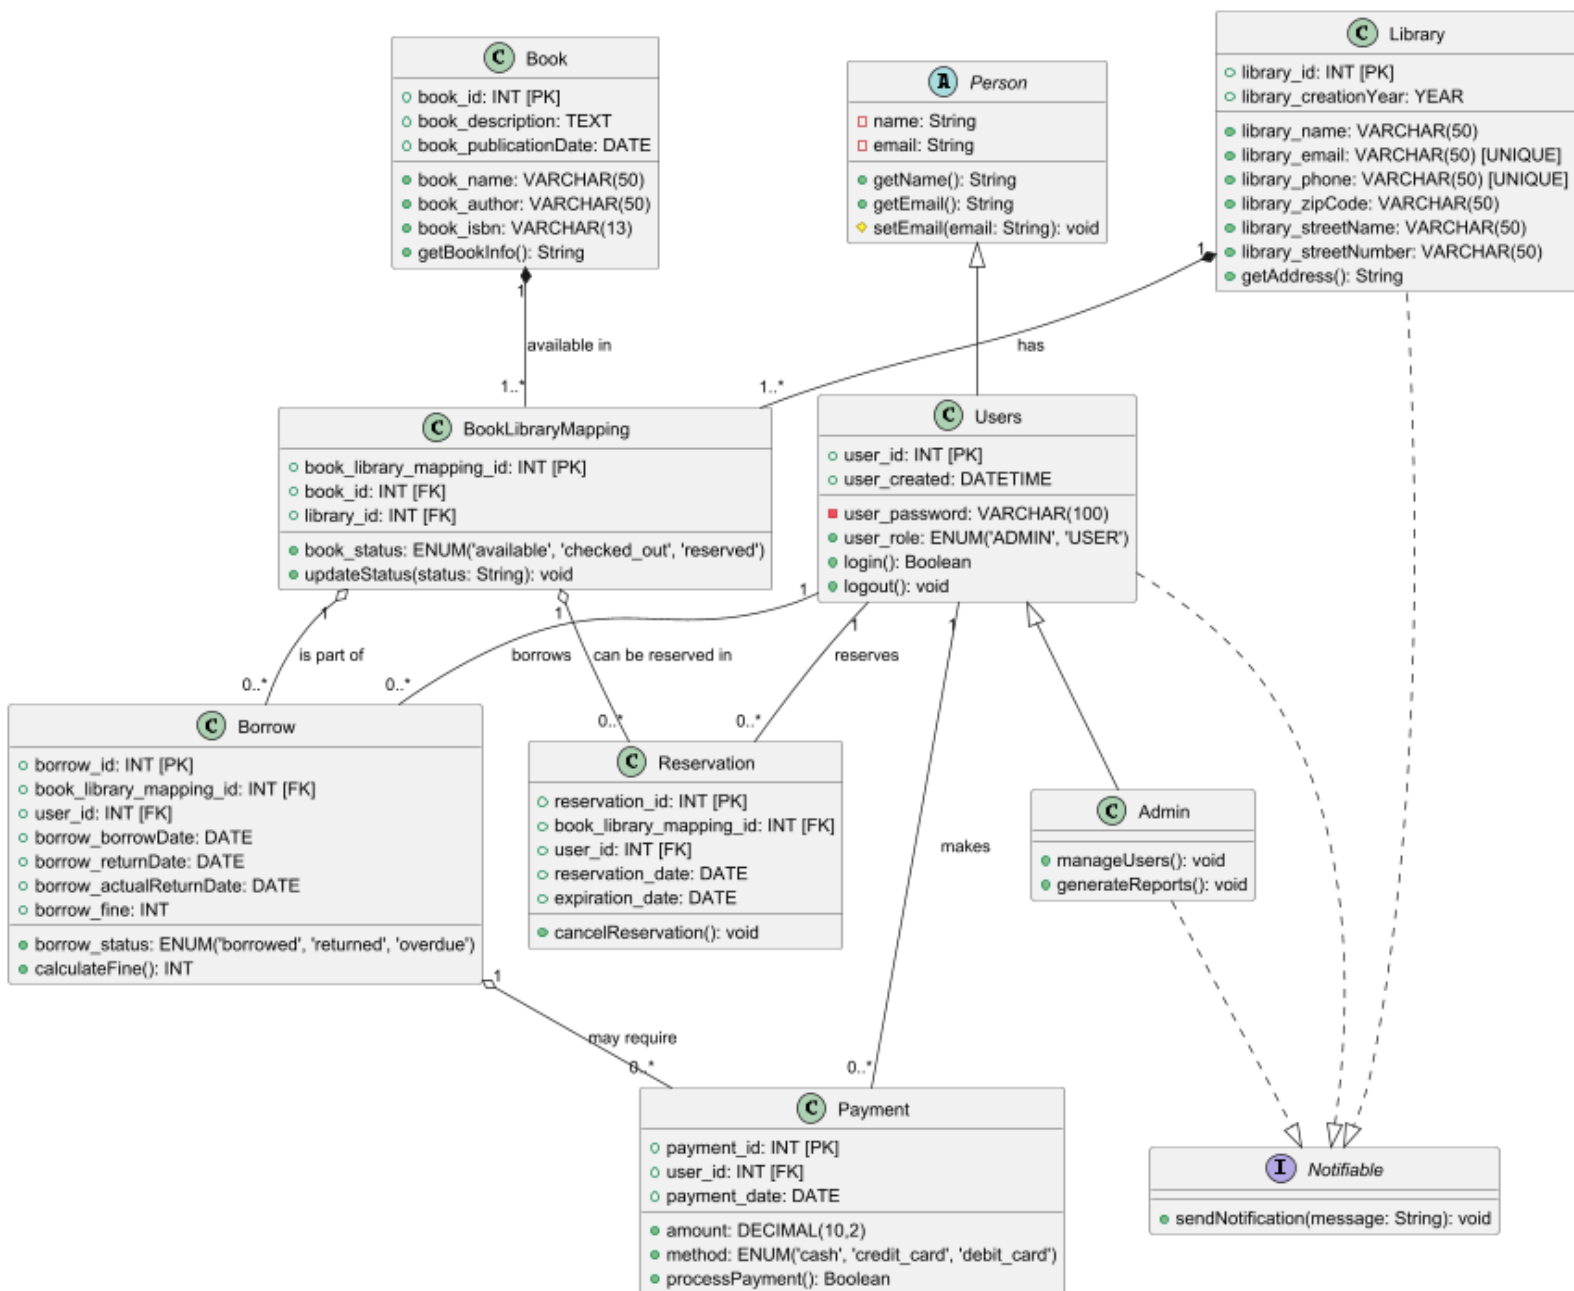 C Book
book_id: INT [PK]
book_description: TEXT
book_publicationDate: DATE
book_name: VARCHAR(50)
book_author: VARCHAR(50)
book_isbn: VARCHAR(13)
getBookInfo(): String
A Person
name: String
email: String
getName(): String
getEmail(): String
setEmail(email: String): void
C Library
library_id: INT [PK]
library_creationYear: YEAR
library_name: VARCHAR(50)
library_email: VARCHAR(50) [UNIQUE]
library_phone: VARCHAR(50) [UNIQUE]
library_zipCode: VARCHAR(50)
library_streetName: VARCHAR(50)
library_streetNumber: VARCHAR(50)
getAddress(): String
1
1
available in
has
1..*
1..*
C BookLibraryMapping
book_library_mapping_id: INT [PK]
book_id: INT [FK]
library_id: INT [FK]
book_status: ENUM('available', 'checked_out', 'reserved')
updateStatus(status: String): void
C Users
user_id: INT [PK]
user_created: DATETIME
user_password: VARCHAR(100)
user_role: ENUM('ADMIN', 'USER')
login(): Boolean
logout(): void
1
1
1
1
1
is part of
borrows
can be reserved in
reserves
0..*
0..*
0..*
0..*
C Borrow
borrow_id: INT [PK]
book_library_mapping_id: INT [FK]
user_id: INT [FK]
borrow_borrowDate: DATE
borrow_returnDate: DATE
borrow_actualReturnDate: DATE
borrow_fine: INT
borrow_status: ENUM('borrowed', 'returned', 'overdue')
calculateFine(): INT
C Reservation
reservation_id: INT [PK]
book_library_mapping_id: INT [FK]
user_id: INT [FK]
reservation_date: DATE
expiration_date: DATE
cancelReservation(): void
makes
C Admin
manageUsers(): void
generateReports(): void
1
may require
0..*
0..*
C Payment
payment_id: INT [PK]
user_id: INT [FK]
payment_date: DATE
amount: DECIMAL(10,2)
method: ENUM('cash', 'credit_card', 'debit_card')
processPayment(): Boolean
I Notifiable
sendNotification(message: String): void